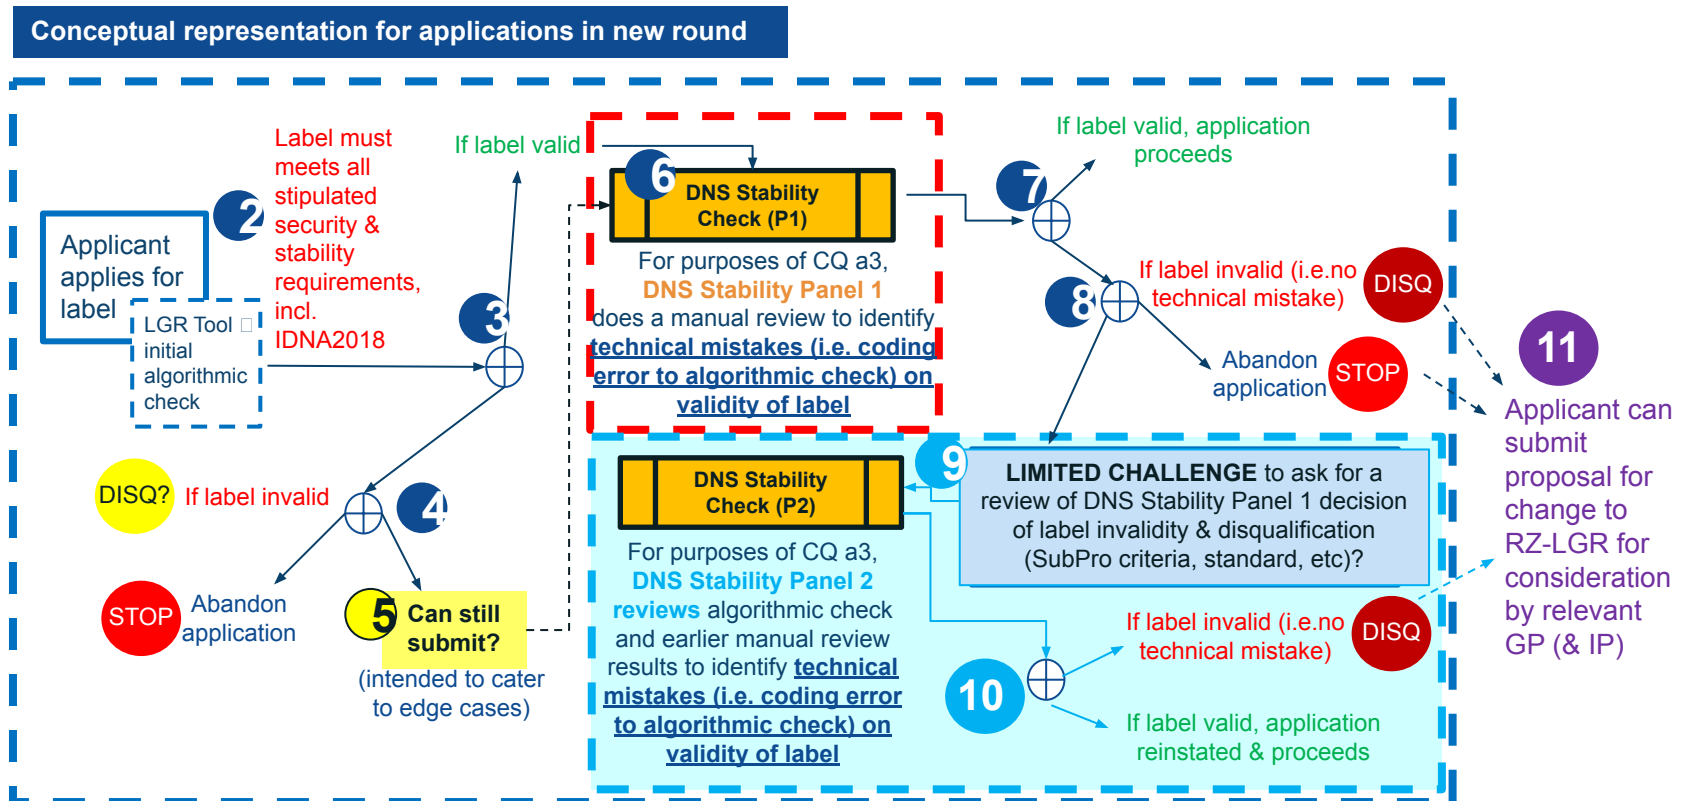 Conceptual representation for applications in new round
Applicant
applies for
label
LGR Tool □
initial
algorithmic
check
2
Label must
meets all
stipulated
security &
stability
requirements,
incl.
IDNA2018
3
If label valid
DISQ?
If label invalid
4
STOP
Abandon
application
5
Can still
submit?
(intended to cater
to edge cases)
6
DNS Stability
Check (P1)
For purposes of CQ a3,
DNS Stability Panel 1
does a manual review to identify
technical mistakes (i.e. coding
error to algorithmic check) on
validity of label
7
If label valid, application
proceeds
8
If label invalid (i.e.no
technical mistake)
DISQ
Abandon
application
STOP
9
LIMITED CHALLENGE to ask for a
review of DNS Stability Panel 1 decision
of label invalidity & disqualification
(SubPro criteria, standard, etc)?
DNS Stability
Check (P2)
For purposes of CQ a3,
DNS Stability Panel 2
reviews algorithmic check
and earlier manual review
results to identify technical
mistakes (i.e. coding error
to algorithmic check) on
validity of label
10
If label invalid (i.e.no
technical mistake)
DISQ
If label valid, application
reinstated & proceeds
11
Applicant can
submit
proposal for
change to
RZ-LGR for
consideration
by relevant
GP (& IP)